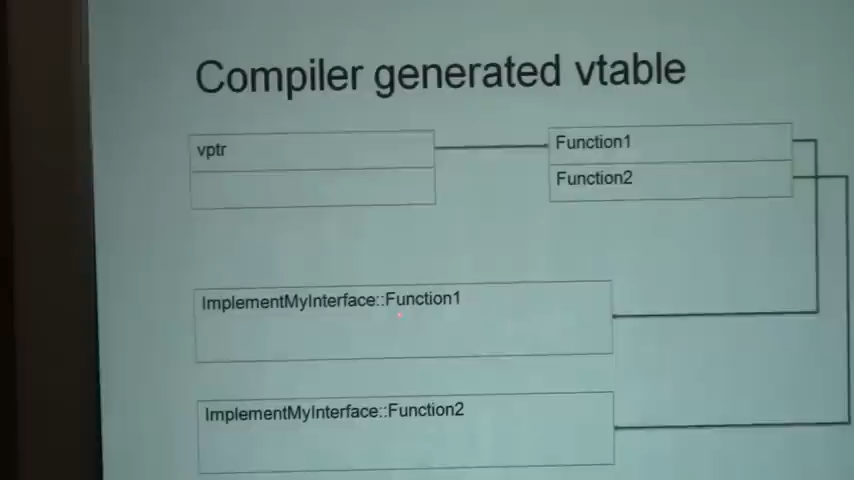 Compiler generated vtable
vptr
Function1
Function2
ImplementMyInterface::Function1
ImplementMyInterface::Function2